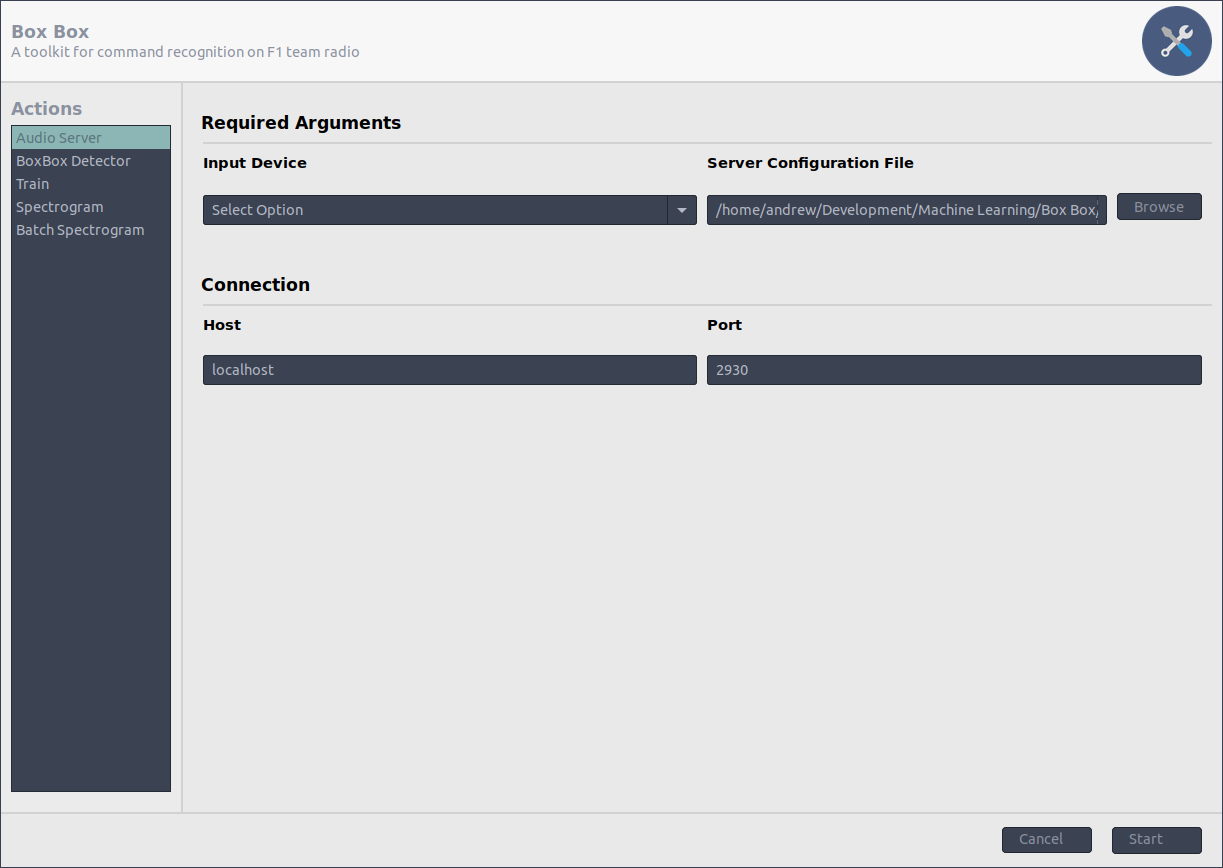 Box Box
A toolkit for command recognition on F1 team radio
Actions
Audio Server
BoxBox Detector
Train
Spectrogram
Batch Spectrogram
Required Arguments
Input Device
Server Configuration File
Select Option
/home/andrew/Development/Machine Learning/Box Box/
Browse
Connection
Host
Port
localhost
2930
Cancel
Start